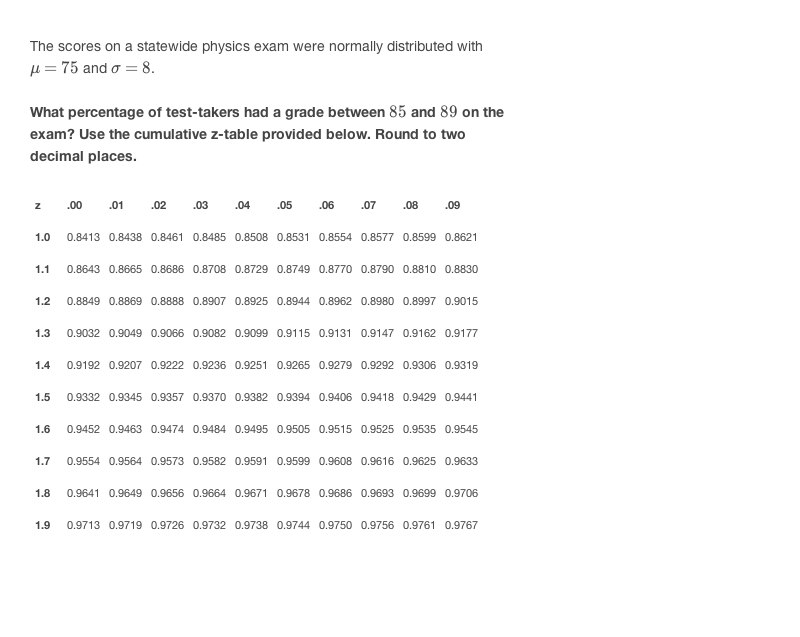 The scores on a statewide physics exam were normally distributed with
μ = 75 and σ = 8.
What percentage of test-takers had a grade between 85 and 89 on the
exam? Use the cumulative z-table provided below. Round to two
decimal places.
z .00 .01 .02 .03 .04 .05 .06 .07 .08 .09
1.0 0.8413 0.8438 0.8461 0.8485 0.8508 0.8531 0.8554 0.8577 0.8599 0.8621
1.1 0.8643 0.8665 0.8686 0.8708 0.8729 0.8749 0.8770 0.8790 0.8810 0.8830
1.2 0.8849 0.8869 0.8888 0.8907 0.8925 0.8944 0.8962 0.8980 0.8997 0.9015
1.3 0.9032 0.9049 0.9066 0.9082 0.9099 0.9115 0.9131 0.9147 0.9162 0.9177
1.4 0.9192 0.9207 0.9222 0.9236 0.9251 0.9265 0.9279 0.9292 0.9306 0.9319
1.5 0.9332 0.9345 0.9357 0.9370 0.9382 0.9394 0.9406 0.9418 0.9429 0.9441
1.6 0.9452 0.9463 0.9474 0.9484 0.9495 0.9505 0.9515 0.9525 0.9535 0.9545
1.7 0.9554 0.9564 0.9573 0.9582 0.9591 0.9599 0.9608 0.9616 0.9625 0.9633
1.8 0.9641 0.9649 0.9656 0.9664 0.9671 0.9678 0.9686 0.9693 0.9699 0.9706
1.9 0.9713 0.9719 0.9726 0.9732 0.9738 0.9744 0.9750 0.9756 0.9761 0.9767